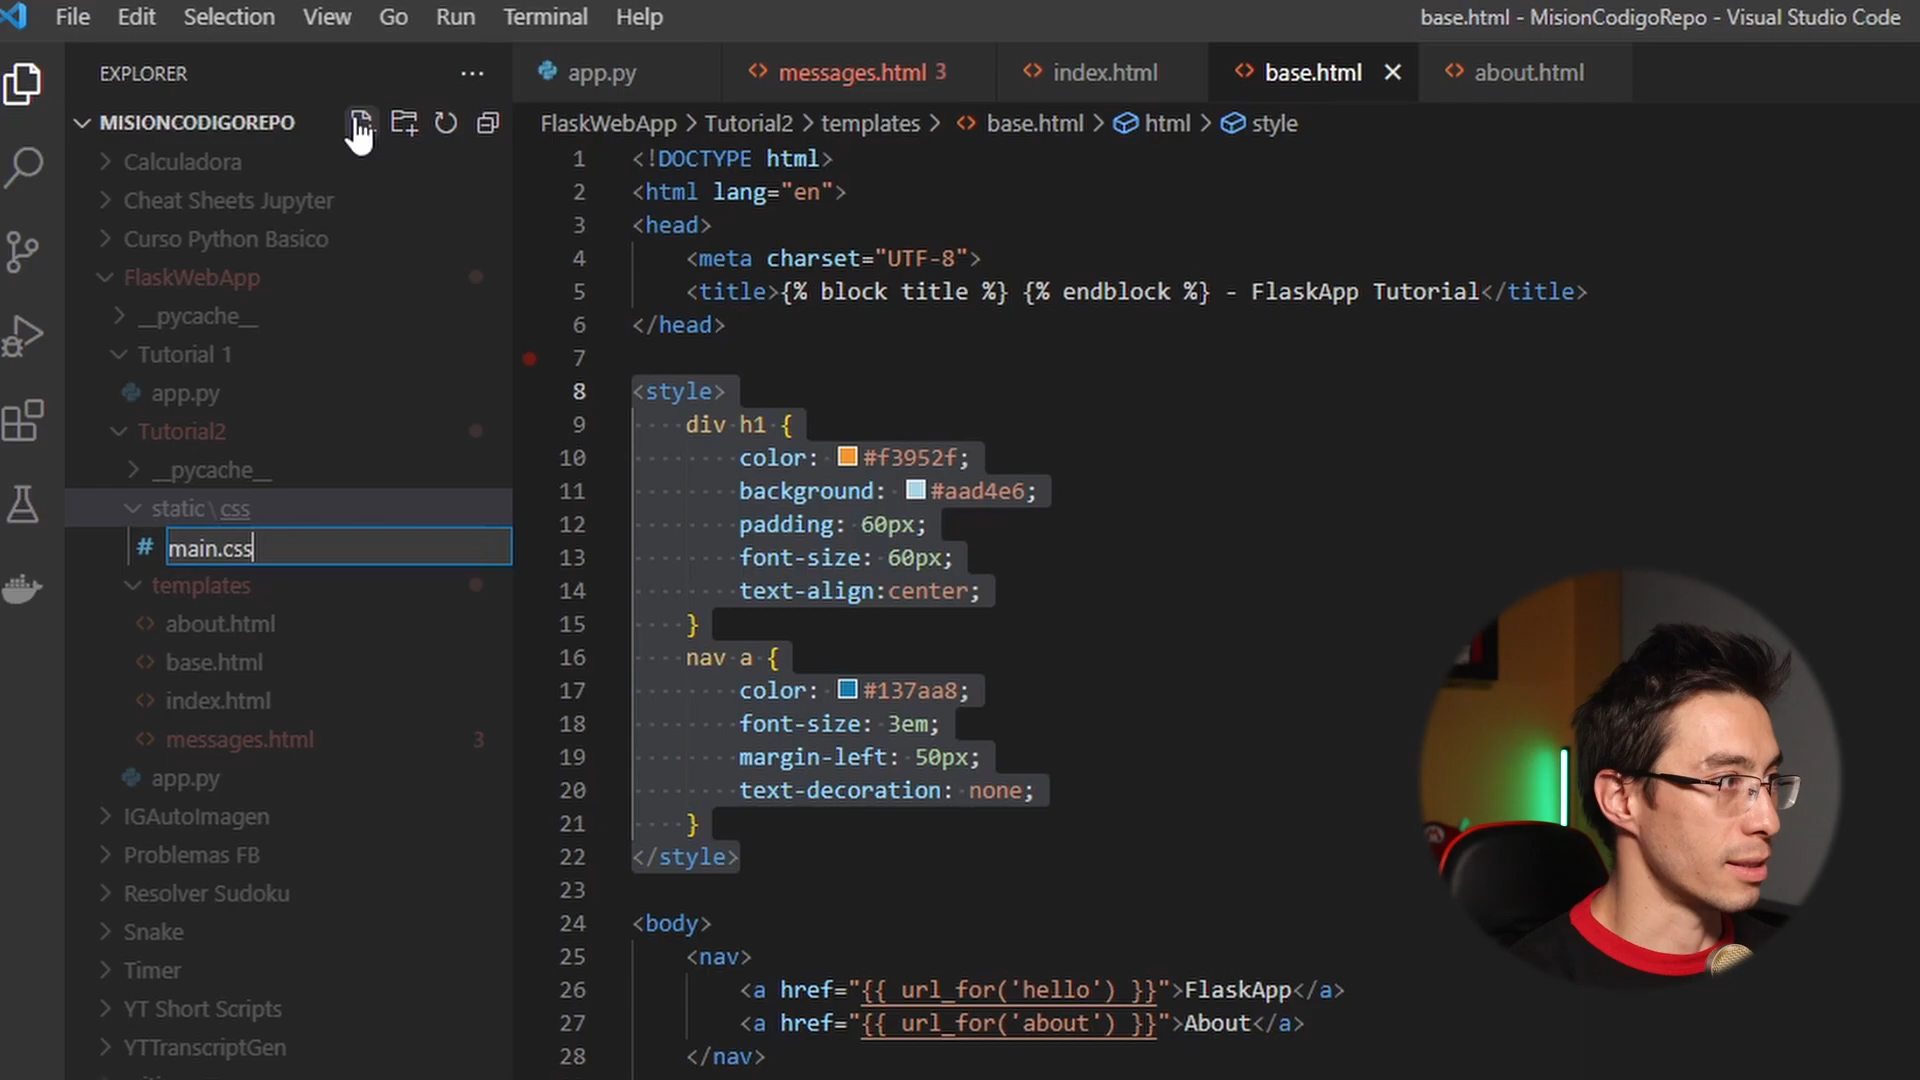 File Edit Selection View Go Run Terminal Help
base.html - MisionCodigoRepo - Visual Studio Code
EXPLORER
MISIONCODIGOREPO
Calculadora
Cheat Sheets Jupyter
Curso Python Basico
FlaskWebApp
__pycache__
Tutorial 1
app.py
Tutorial2
__pycache__
static\css
main.css
templates
about.html
base.html
index.html
messages.html 3
app.py
IGAutoImagen
Problemas FB
Resolver Sudoku
Snake
Timer
YT Short Scripts
YTTranscriptGen
app.py messages.html 3 index.html base.html about.html
FlaskWebApp > Tutorial2 > templates > base.html > html > style
1 <!DOCTYPE html>
2 <html lang="en">
3 <head>
4 <meta charset="UTF-8">
5 <title>{% block title %} {% endblock %} - FlaskApp Tutorial</title>
6 </head>
7
8 <style>
9 div h1 {
10 color: #f3952f;
11 background: #aad4e6;
12 padding: 60px;
13 font-size: 60px;
14 text-align:center;
15 }
16 nav a {
17 color: #137aa8;
18 font-size: 3em;
19 margin-left: 50px;
20 text-decoration: none;
21 }
22 </style>
23
24 <body>
25 <nav>
26 <a href="{{ url_for('hello') }}">FlaskApp</a>
27 <a href="{{ url_for('about') }}">About</a>
28 </nav>